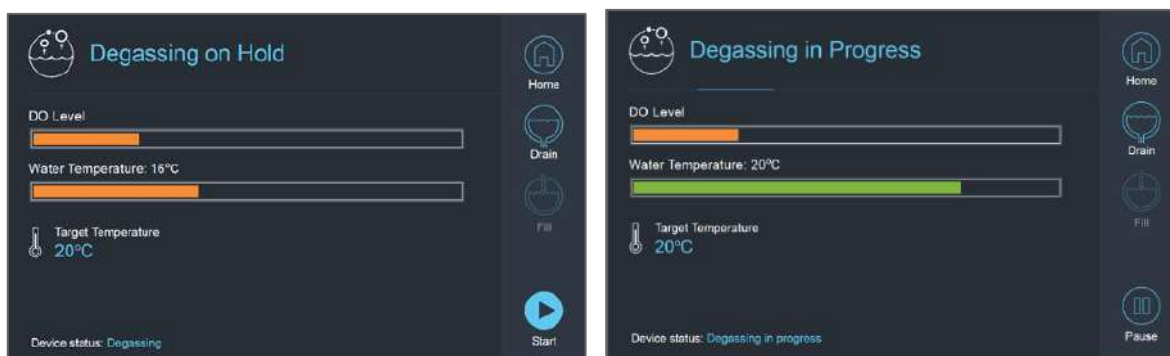 Degassing on Hold
Home
DO Level
Drain
Water Temperature: 16°C
Fill
Target Temperature
20°C
Device status: Degassing
Start
Degassing in Progress
Home
DO Level
Drain
Water Temperature: 20°C
Fill
Target Temperature
20°C
Device status: Degassing in progress
Pause